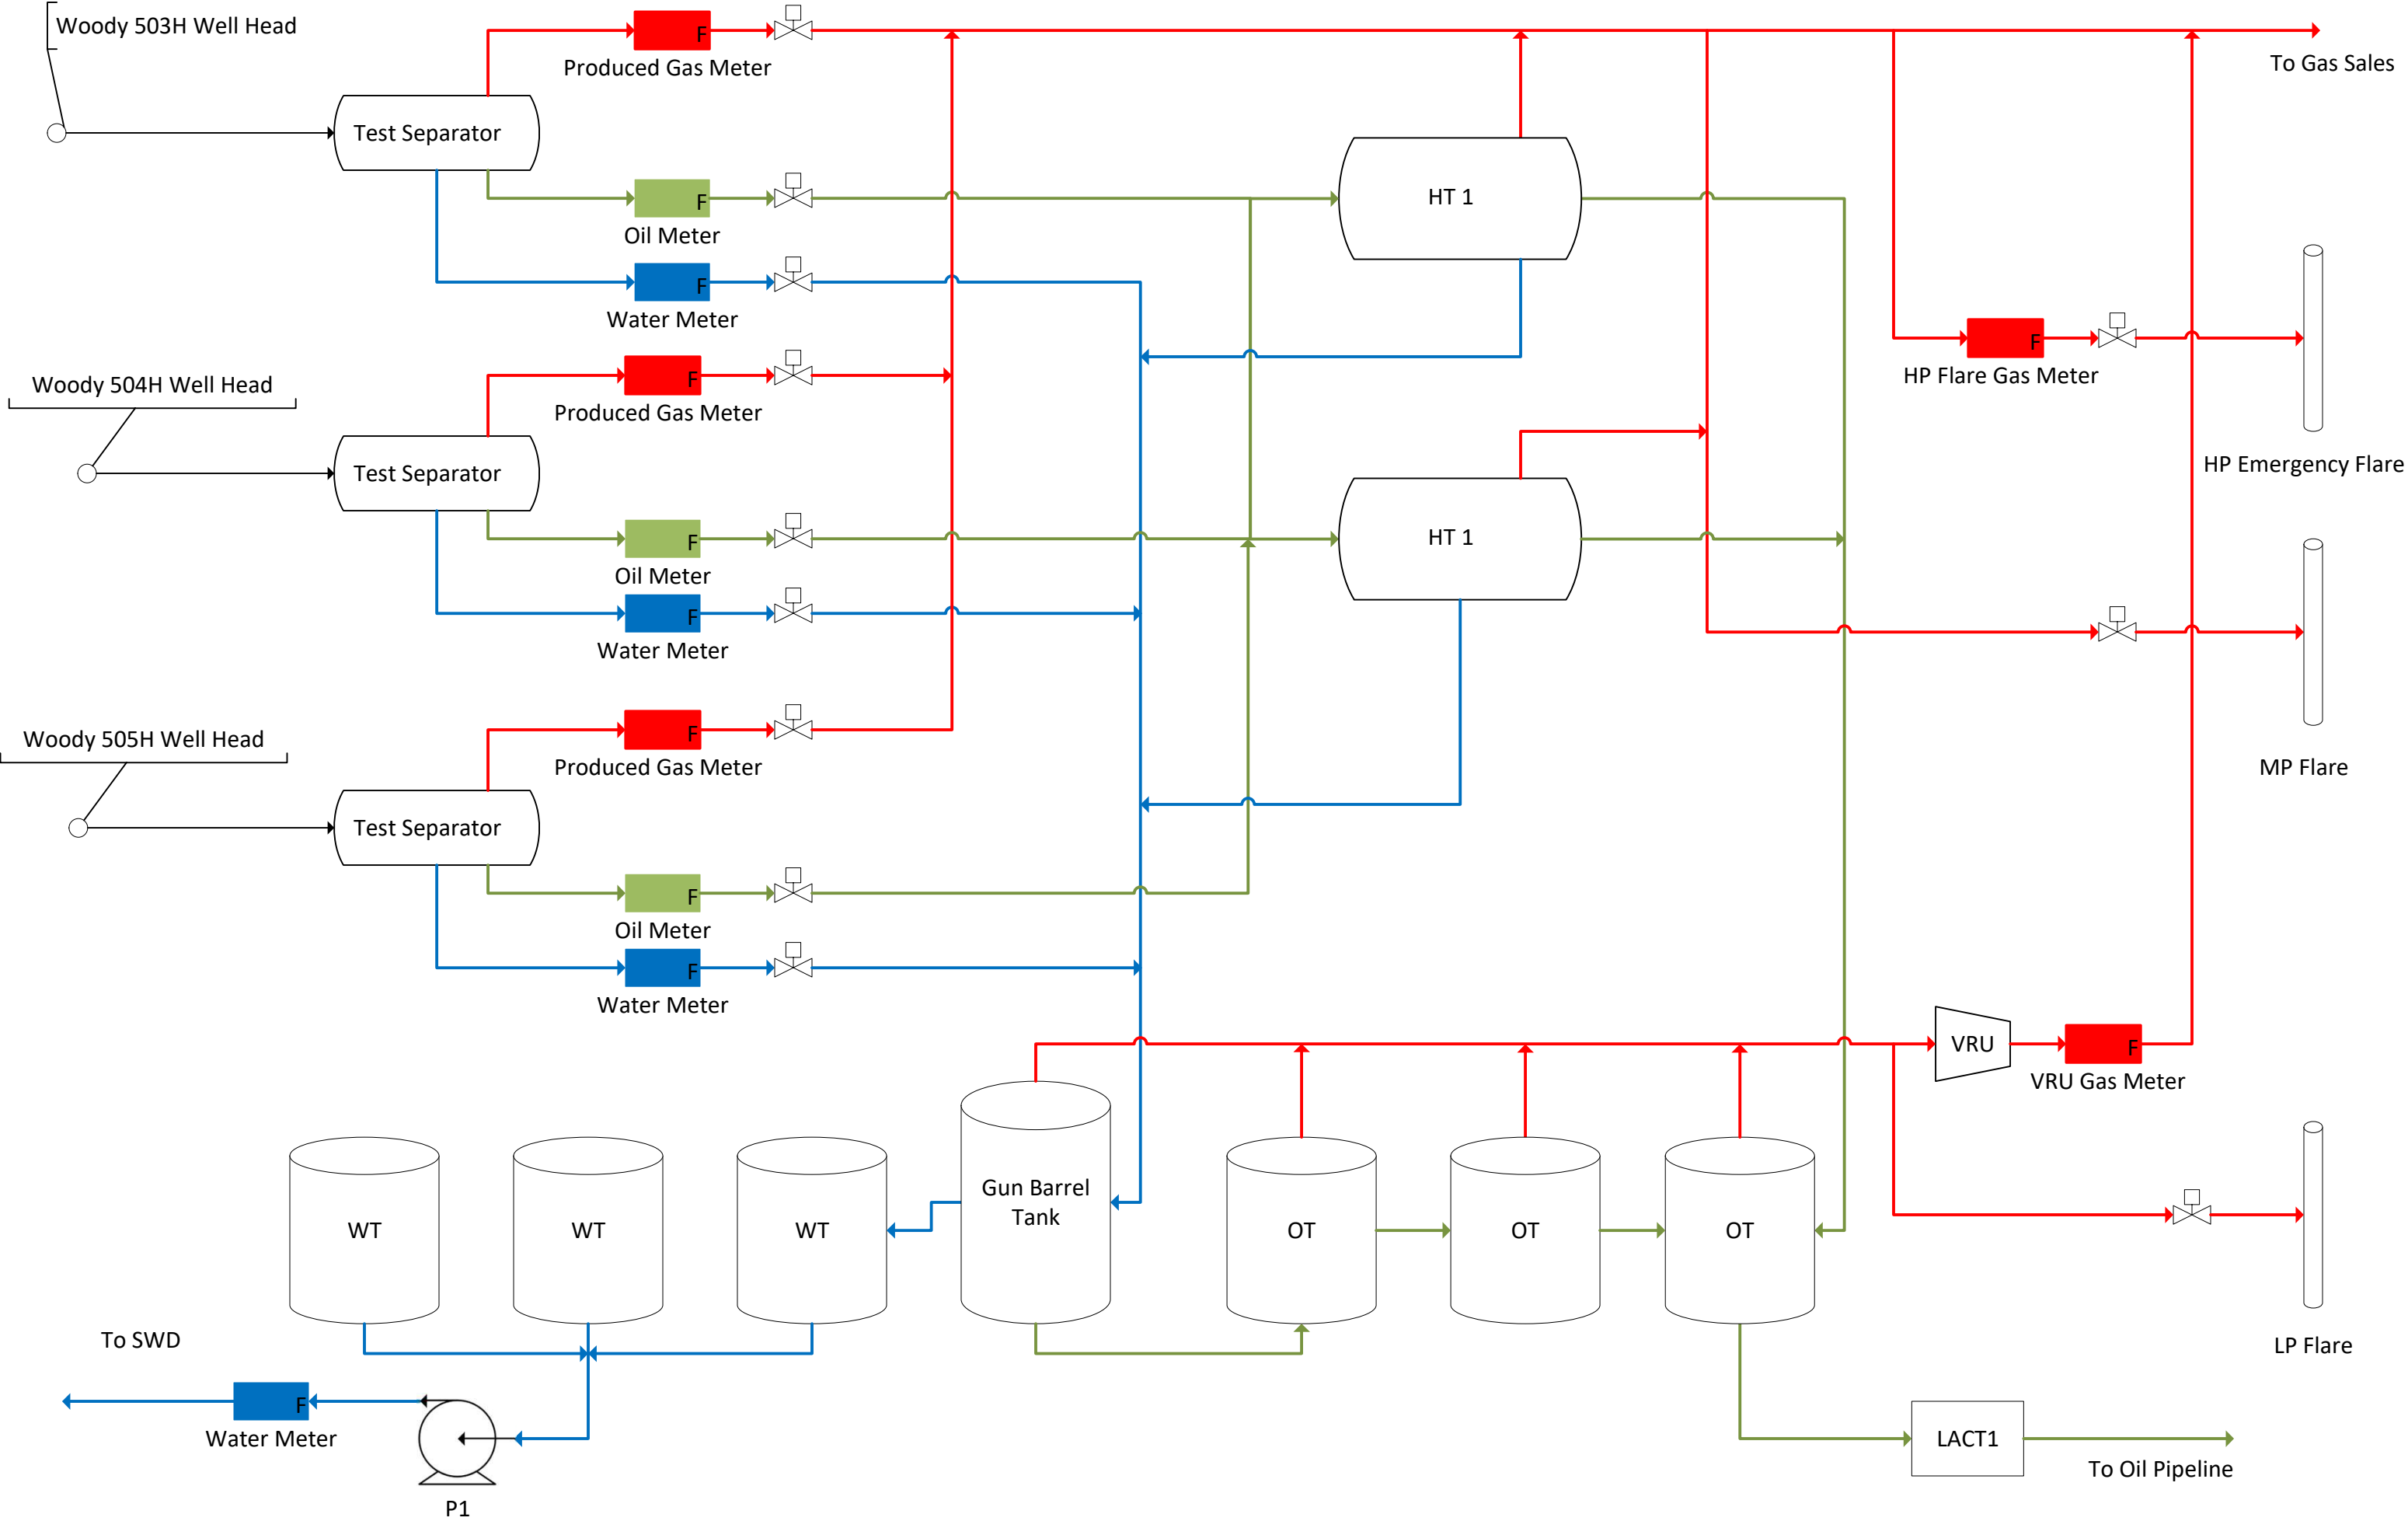 Woody 503H Well Head
F
Produced Gas Meter
To Gas Sales
Test Separator
F
Oil Meter
HT 1
F
Water Meter
F
HP Flare Gas Meter
F
Produced Gas Meter
Woody 504H Well Head
HP Emergency Flare
Test Separator
F
Oil Meter
HT 1
F
Water Meter
F
Produced Gas Meter
Woody 505H Well Head
MP Flare
Test Separator
F
Oil Meter
F
Water Meter
VRU
F
VRU Gas Meter
WT
WT
WT
Gun Barrel
Tank
OT
OT
OT
To SWD
LP Flare
F
Water Meter
P1
LACT1
To Oil Pipeline